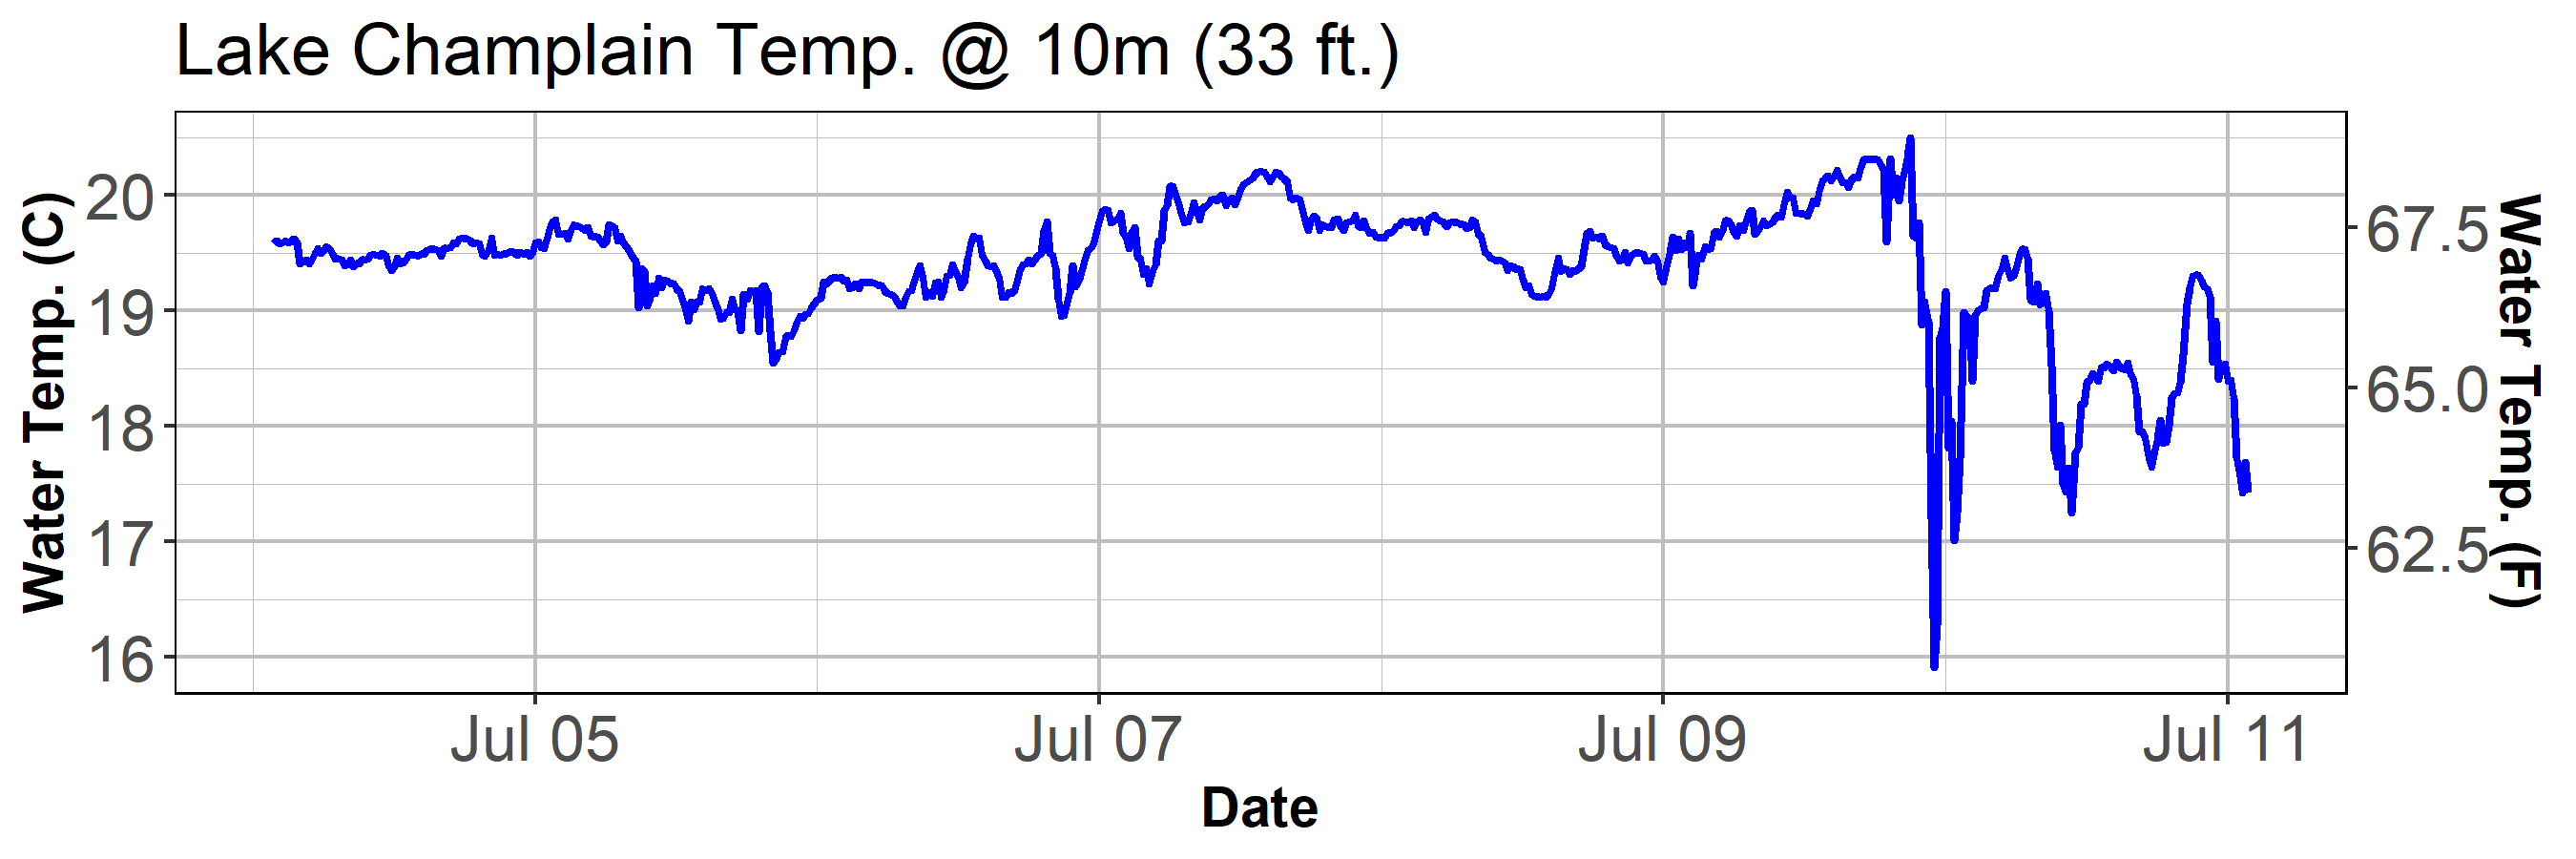 Lake Champlain Temp. @ 10m (33 ft.)
Water Temp. (C)
20
19
18
17
16
67.5
65.0
62.5
Water Temp. (F)
Jul 05
Jul 07
Jul 09
Jul 11
Date